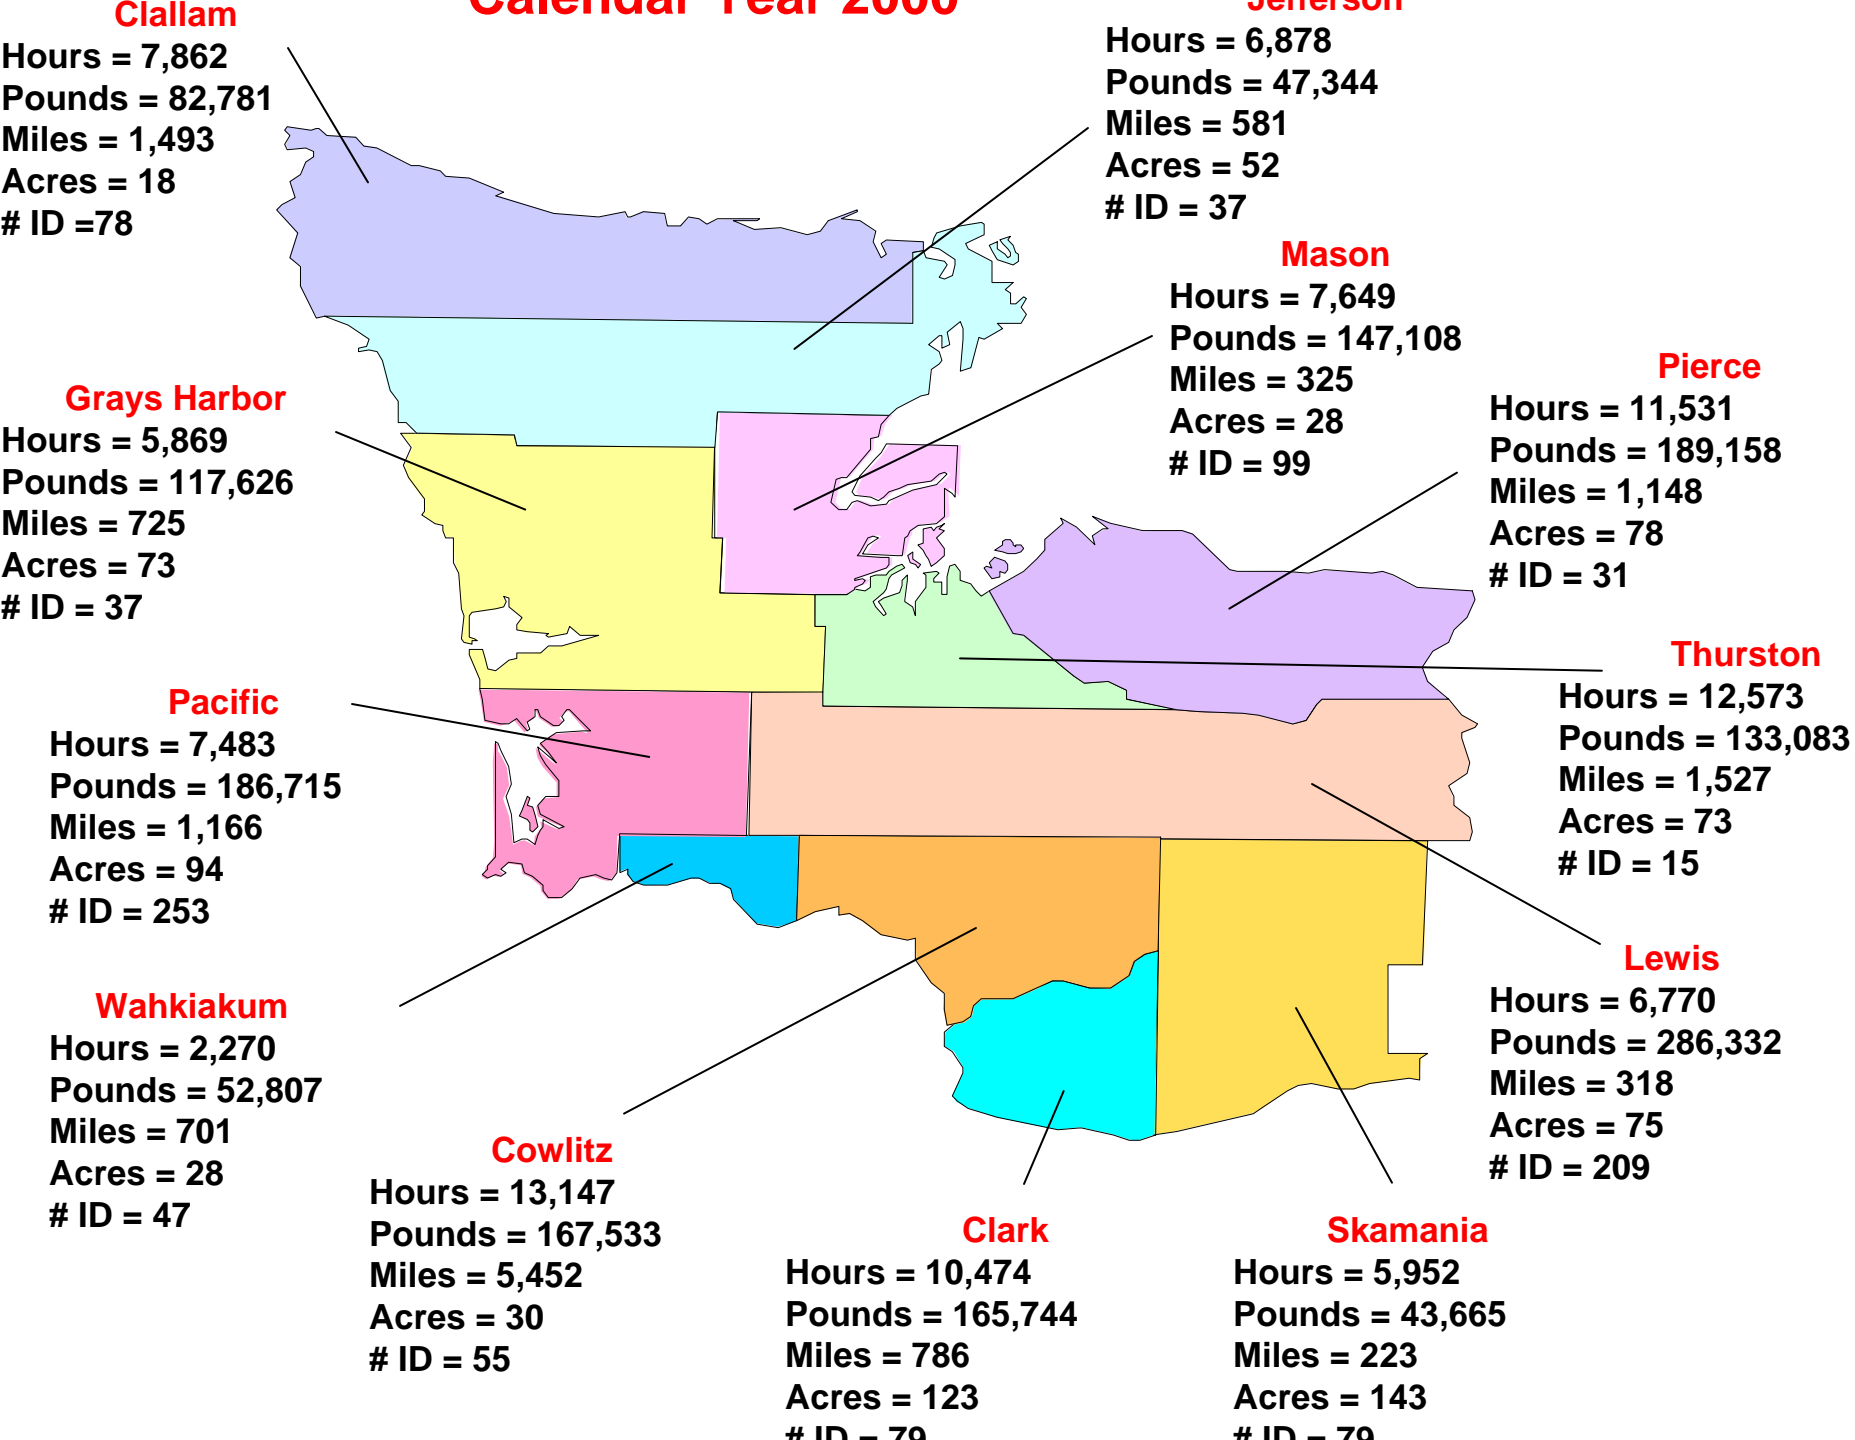 Calendar Year 2000
Clallam
Hours = 7,862
Pounds = 82,781
Miles = 1,493
Acres = 18
# ID =78
Jefferson
Hours = 6,878
Pounds = 47,344
Miles = 581
Acres = 52
# ID = 37
Mason
Hours = 7,649
Pounds = 147,108
Miles = 325
Acres = 28
# ID = 99
Pierce
Hours = 11,531
Pounds = 189,158
Miles = 1,148
Acres = 78
# ID = 31
Grays Harbor
Hours = 5,869
Pounds = 117,626
Miles = 725
Acres = 73
# ID = 37
Thurston
Hours = 12,573
Pounds = 133,083
Miles = 1,527
Acres = 73
# ID = 15
Pacific
Hours = 7,483
Pounds = 186,715
Miles = 1,166
Acres = 94
# ID = 253
Lewis
Hours = 6,770
Pounds = 286,332
Miles = 318
Acres = 75
# ID = 209
Wahkiakum
Hours = 2,270
Pounds = 52,807
Miles = 701
Acres = 28
# ID = 47
Cowlitz
Hours = 13,147
Pounds = 167,533
Miles = 5,452
Acres = 30
# ID = 55
Clark
Hours = 10,474
Pounds = 165,744
Miles = 786
Acres = 123
# ID = 79
Skamania
Hours = 5,952
Pounds = 43,665
Miles = 223
Acres = 143
# ID = 79